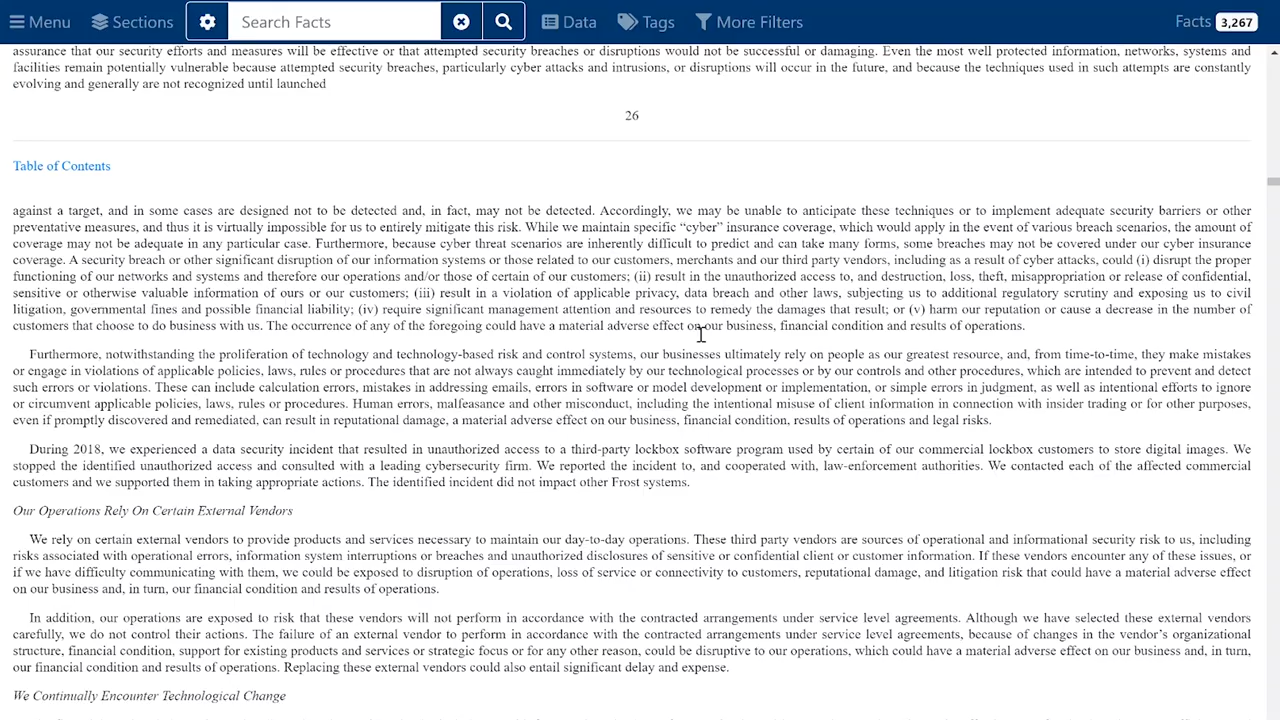 Menu Sections Search Facts Data Tags More Filters Facts 3,267
assurance that our security efforts and measures will be effective or that attempted security breaches or disruptions would not be successful or damaging. Even the most well protected information, networks, systems and
facilities remain potentially vulnerable because attempted security breaches, particularly cyber attacks and intrusions, or disruptions will occur in the future, and because the techniques used in such attempts are constantly
evolving and generally are not recognized until launched
26
Table of Contents
against a target, and in some cases are designed not to be detected and, in fact, may not be detected. Accordingly, we may be unable to anticipate these techniques or to implement adequate security barriers or other
preventative measures, and thus it is virtually impossible for us to entirely mitigate this risk. While we maintain specific “cyber” insurance coverage, which would apply in the event of various breach scenarios, the amount of
coverage may not be adequate in any particular case. Furthermore, because cyber threat scenarios are inherently difficult to predict and can take many forms, some breaches may not be covered under our cyber insurance
coverage. A security breach or other significant disruption of our information systems or those related to our customers, merchants and our third party vendors, including as a result of cyber attacks, could (i) disrupt the proper
functioning of our networks and systems and therefore our operations and/or those of certain of our customers; (ii) result in the unauthorized access to, and destruction, loss, theft, misappropriation or release of confidential,
sensitive or otherwise valuable information of ours or our customers; (iii) result in a violation of applicable privacy, data breach and other laws, subjecting us to additional regulatory scrutiny and exposing us to civil
litigation, governmental fines and possible financial liability; (iv) require significant management attention and resources to remedy the damages that result; or (v) harm our reputation or cause a decrease in the number of
customers that choose to do business with us. The occurrence of any of the foregoing could have a material adverse effect on our business, financial condition and results of operations.
Furthermore, notwithstanding the proliferation of technology and technology-based risk and control systems, our businesses ultimately rely on people as our greatest resource, and, from time-to-time, they make mistakes
or engage in violations of applicable policies, laws, rules or procedures that are not always caught immediately by our technological processes or by our controls and other procedures, which are intended to prevent and detect
such errors or violations. These can include calculation errors, mistakes in addressing emails, errors in software or model development or implementation, or simple errors in judgment, as well as intentional efforts to ignore
or circumvent applicable policies, laws, rules or procedures. Human errors, malfeasance and other misconduct, including the intentional misuse of client information in connection with insider trading or for other purposes,
even if promptly discovered and remediated, can result in reputational damage, a material adverse effect on our business, financial condition, results of operations and legal risks.
During 2018, we experienced a data security incident that resulted in unauthorized access to a third-party lockbox software program used by certain of our commercial lockbox customers to store digital images. We
stopped the identified unauthorized access and consulted with a leading cybersecurity firm. We reported the incident to, and cooperated with, law-enforcement authorities. We contacted each of the affected commercial
customers and we supported them in taking appropriate actions. The identified incident did not impact other Frost systems.
Our Operations Rely On Certain External Vendors
We rely on certain external vendors to provide products and services necessary to maintain our day-to-day operations. These third party vendors are sources of operational and informational security risk to us, including
risks associated with operational errors, information system interruptions or breaches and unauthorized disclosures of sensitive or confidential client or customer information. If these vendors encounter any of these issues, or
if we have difficulty communicating with them, we could be exposed to disruption of operations, loss of service or connectivity to customers, reputational damage, and litigation risk that could have a material adverse effect
on our business and, in turn, our financial condition and results of operations.
In addition, our operations are exposed to risk that these vendors will not perform in accordance with the contracted arrangements under service level agreements. Although we have selected these external vendors
carefully, we do not control their actions. The failure of an external vendor to perform in accordance with the contracted arrangements under service level agreements, because of changes in the vendor’s organizational
structure, financial condition, support for existing products and services or strategic focus or for any other reason, could be disruptive to our operations, which could have a material adverse effect on our business and, in turn,
our financial condition and results of operations. Replacing these external vendors could also entail significant delay and expense.
We Continually Encounter Technological Change